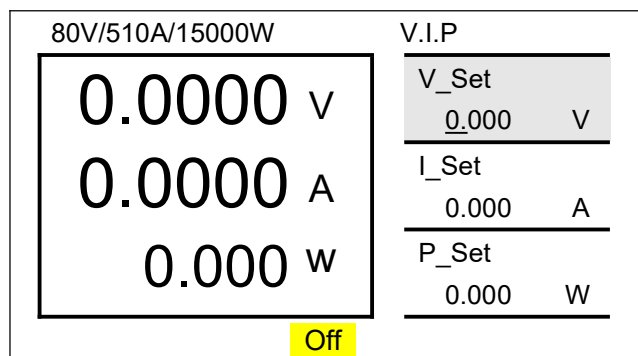 80V/510A/15000W
V.I.P
0.0000 V
0.0000 A
0.000 W
V_Set
0.000 V
I_Set
0.000 A
P_Set
0.000 W
Off